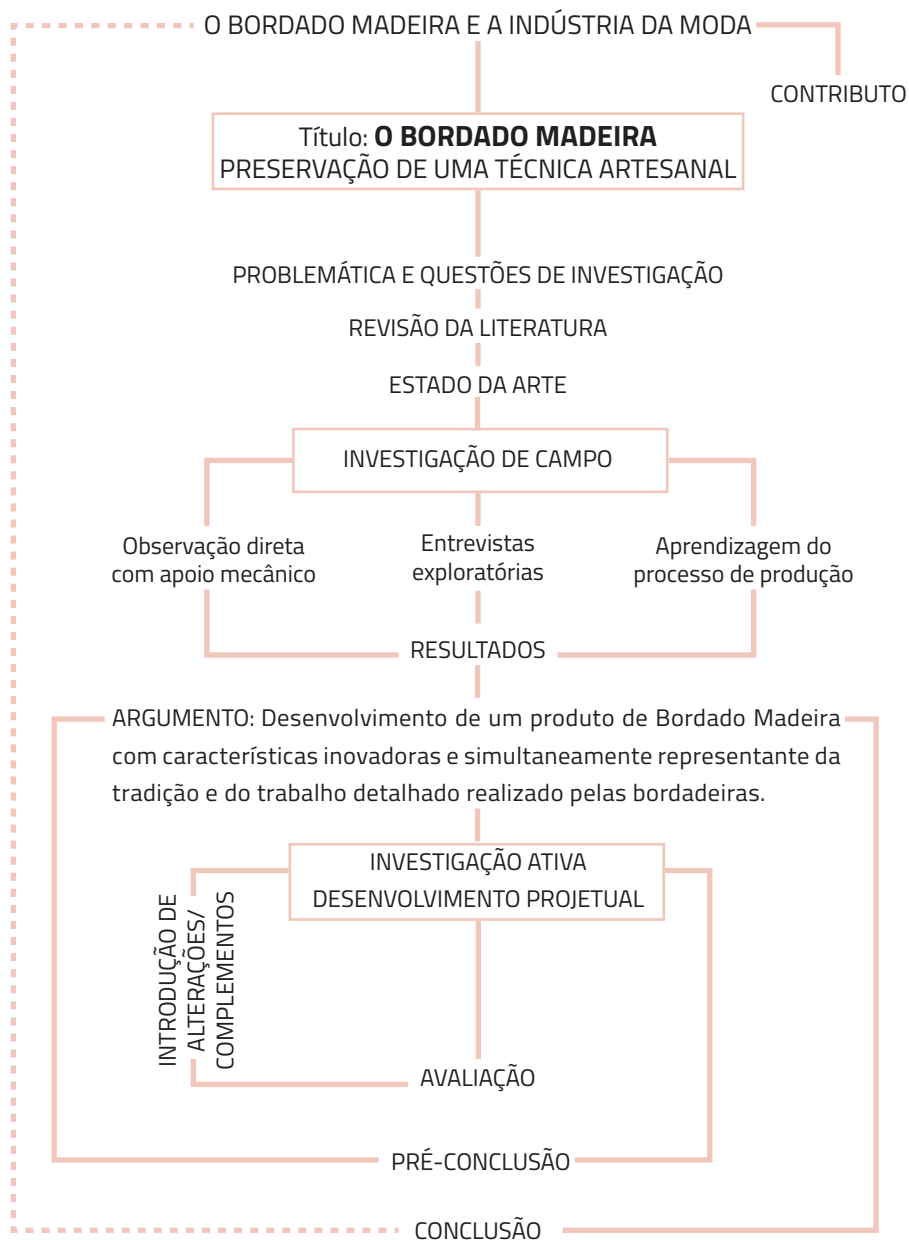 O BORDADO MADEIRA E A INDÚSTRIA DA MODA
CONTRIBUTO
Título: O BORDADO MADEIRA
PRESERVAÇÃO DE UMA TÉCNICA ARTESANAL
PROBLEMÁTICA E QUESTÕES DE INVESTIGAÇÃO
REVISÃO DA LITERATURA
ESTADO DA ARTE
INVESTIGAÇÃO DE CAMPO
Observação direta
com apoio mecânico
Entrevistas
exploratórias
Aprendizagem do
processo de produção
RESULTADOS
ARGUMENTO: Desenvolvimento de um produto de Bordado Madeira
com características inovadoras e simultaneamente representante da
tradição e do trabalho detalhado realizado pelas bordadeiras.
INVESTIGAÇÃO ATIVA
DESENVOLVIMENTO PROJETUAL
INTRODUÇÃO DE
ALTERAÇÕES/
COMPLEMENTOS
AVALIAÇÃO
PRÉ-CONCLUSÃO
CONCLUSÃO